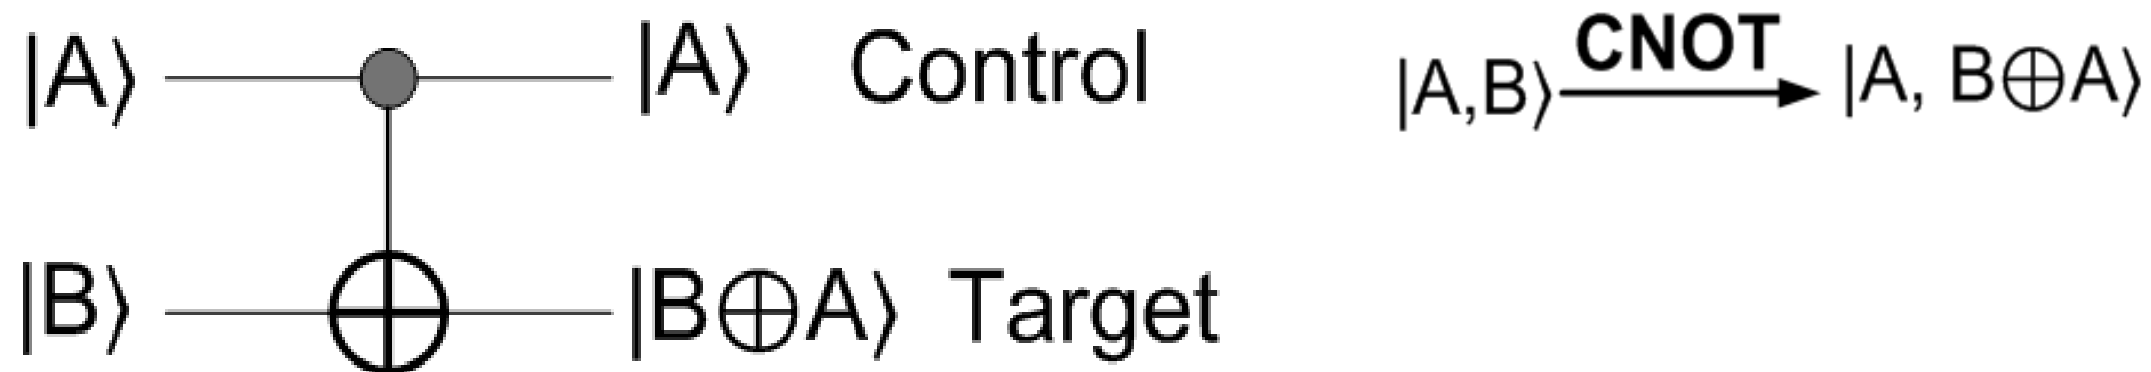 |A⟩ |A⟩ Control
|B⟩ |B⊕A⟩ Target
CNOT
|A,B⟩ |A, B⊕A⟩